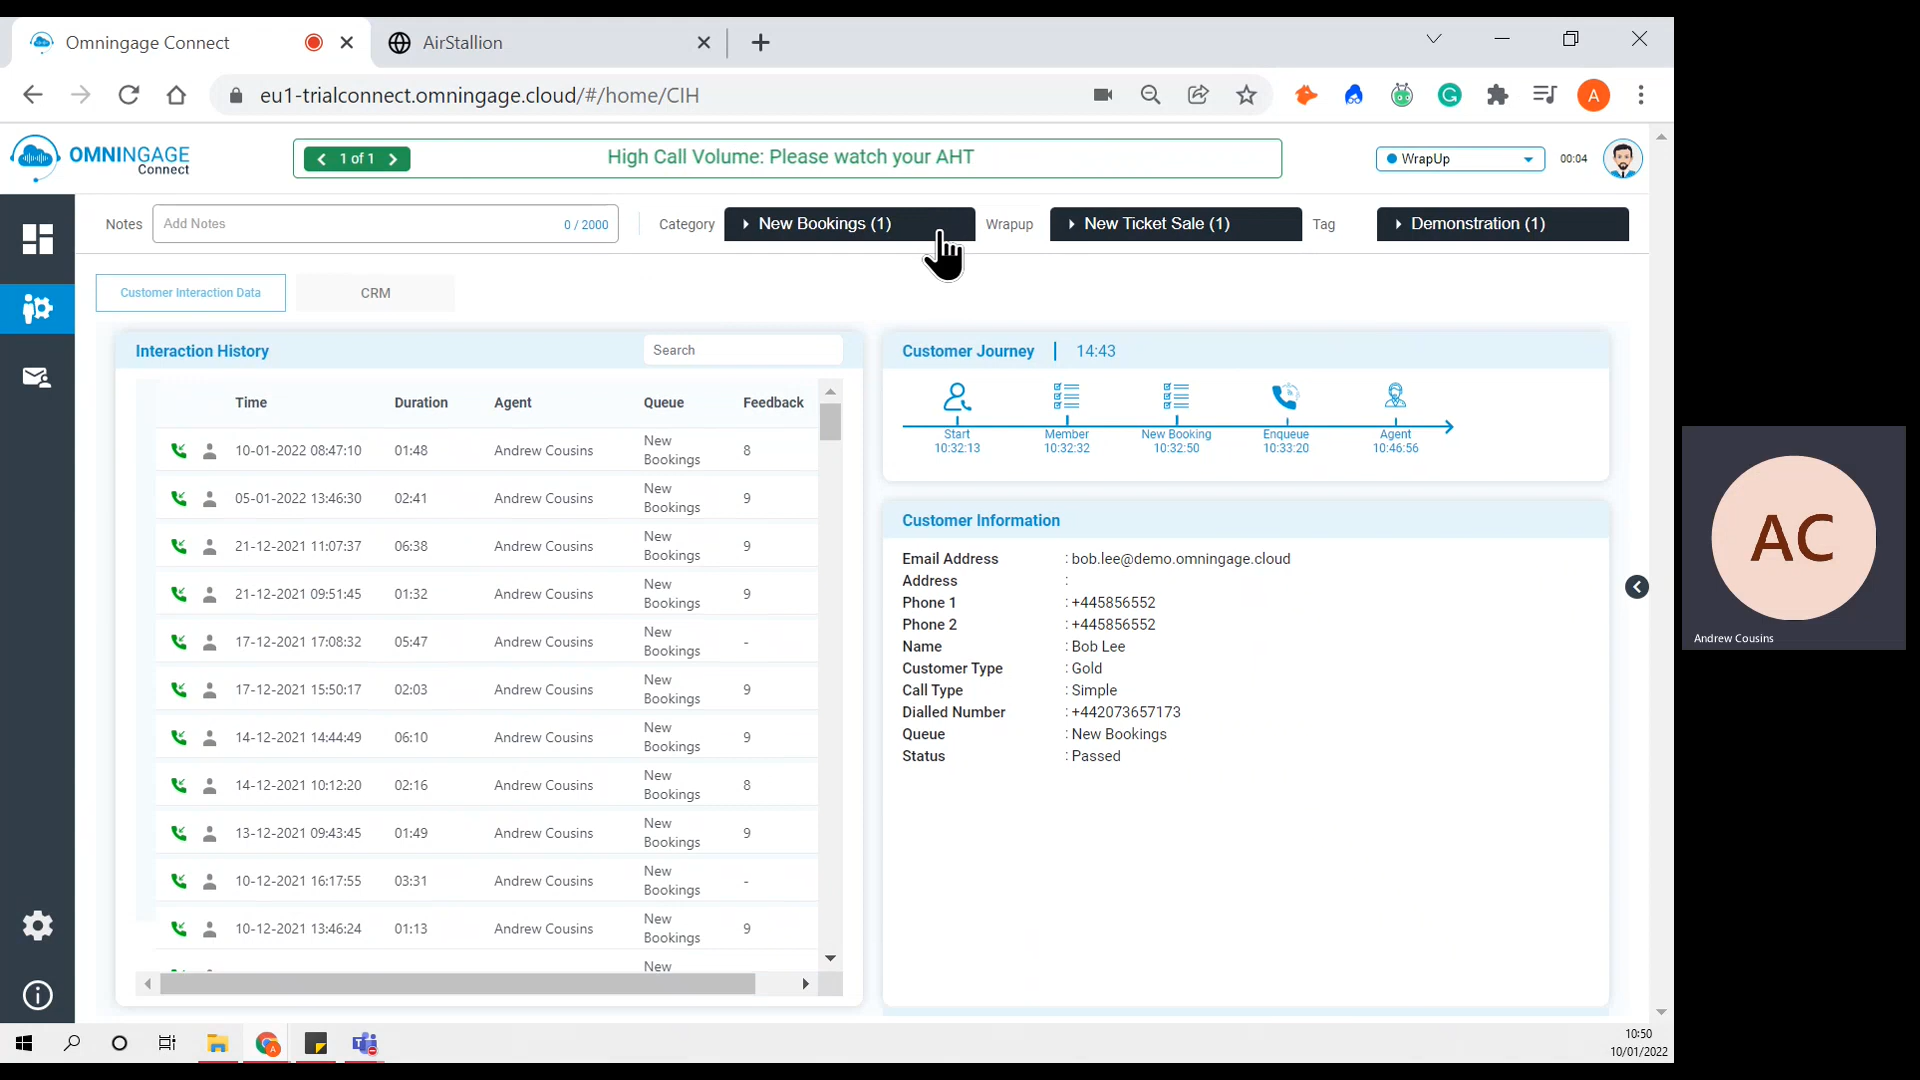 Omningage Connect
AirStallion
eu1-trialconnect.omningage.cloud/#/home/CIH
A
OMNINGAGE
Connect
1 of 1
High Call Volume: Please watch your AHT
WrapUp
00:04
Notes
Add Notes
0 / 2000
Category
New Bookings (1)
Wrapup
New Ticket Sale (1)
Tag
Demonstration (1)
Customer Interaction Data
CRM
Interaction History
Search
Time Duration Agent Queue Feedback
10-01-2022 08:47:10 01:48 Andrew Cousins New Bookings 8
05-01-2022 13:46:30 02:41 Andrew Cousins New Bookings 9
21-12-2021 11:07:37 06:38 Andrew Cousins New Bookings 9
21-12-2021 09:51:45 01:32 Andrew Cousins New Bookings 9
17-12-2021 17:08:32 05:47 Andrew Cousins New Bookings -
17-12-2021 15:50:17 02:03 Andrew Cousins New Bookings 9
14-12-2021 14:44:49 06:10 Andrew Cousins New Bookings 9
14-12-2021 10:12:20 02:16 Andrew Cousins New Bookings 8
13-12-2021 09:43:45 01:49 Andrew Cousins New Bookings 9
10-12-2021 16:17:55 03:31 Andrew Cousins New Bookings -
10-12-2021 13:46:24 01:13 Andrew Cousins New Bookings 9
New
Customer Journey | 14:43
Start Member New Booking Enqueue Agent
10:32:13 10:32:32 10:32:50 10:33:20 10:46:56
Customer Information
Email Address : bob.lee@demo.omningage.cloud
Address :
Phone 1 : +445856552
Phone 2 : +445856552
Name : Bob Lee
Customer Type : Gold
Call Type : Simple
Dialled Number : +442073657173
Queue : New Bookings
Status : Passed
AC
Andrew Cousins
10:50
10/01/2022